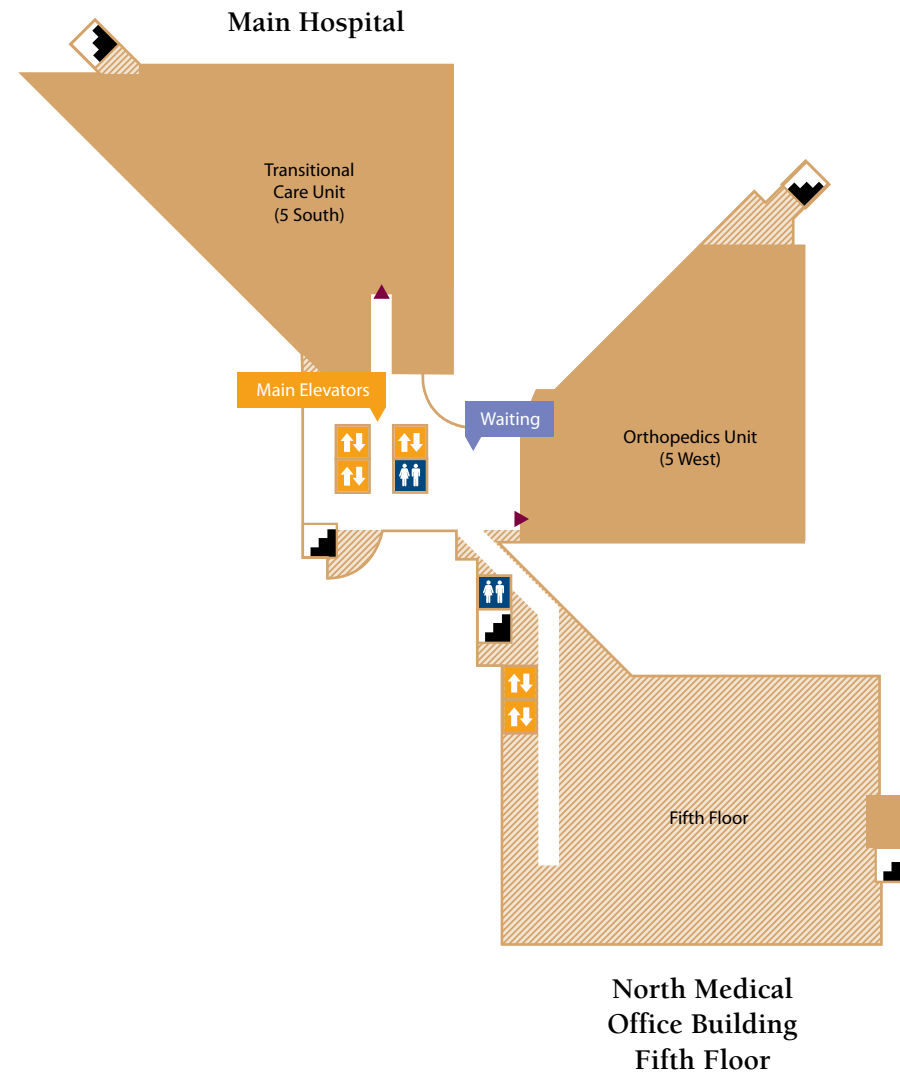 Main Hospital
Transitional
Care Unit
(5 South)
Main Elevators
Waiting
Orthopedics Unit
(5 West)
Fifth Floor
North Medical
Office Building
Fifth Floor